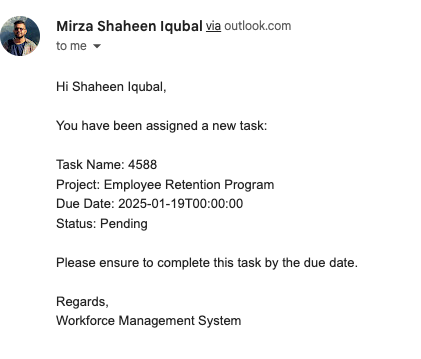 Mirza Shaheen Iqubal via outlook.com
to me
Hi Shaheen Iqubal,
You have been assigned a new task:
Task Name: 4588
Project: Employee Retention Program
Due Date: 2025-01-19T00:00:00
Status: Pending
Please ensure to complete this task by the due date.
Regards,
Workforce Management System